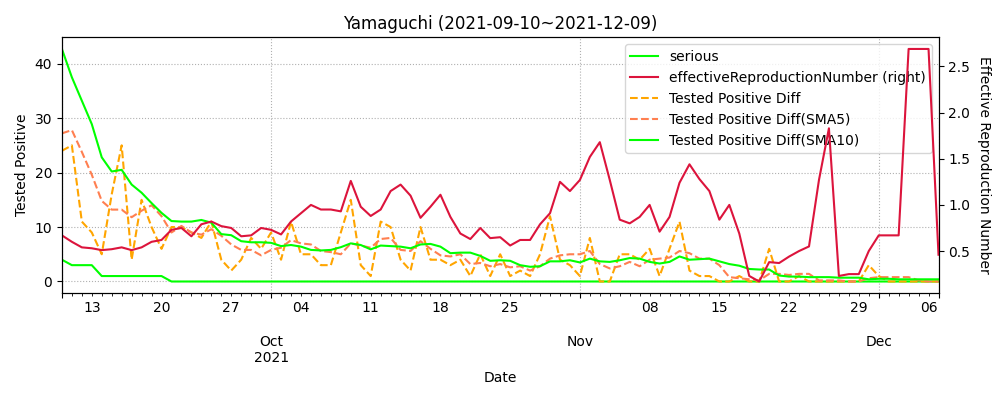 Yamaguchi (2021-09-10~2021-12-09)
serious
effectiveReproductionNumber (right)
Tested Positive Diff
Tested Positive Diff(SMA5)
Tested Positive Diff(SMA10)
Tested Positive
40
30
20
10
0
2.5
2.0
1.5
1.0
0.5
Effective Reproduction Number
13 20 27 04 11 18 25 08 15 22 29 06
Oct Nov Dec
2021
Date